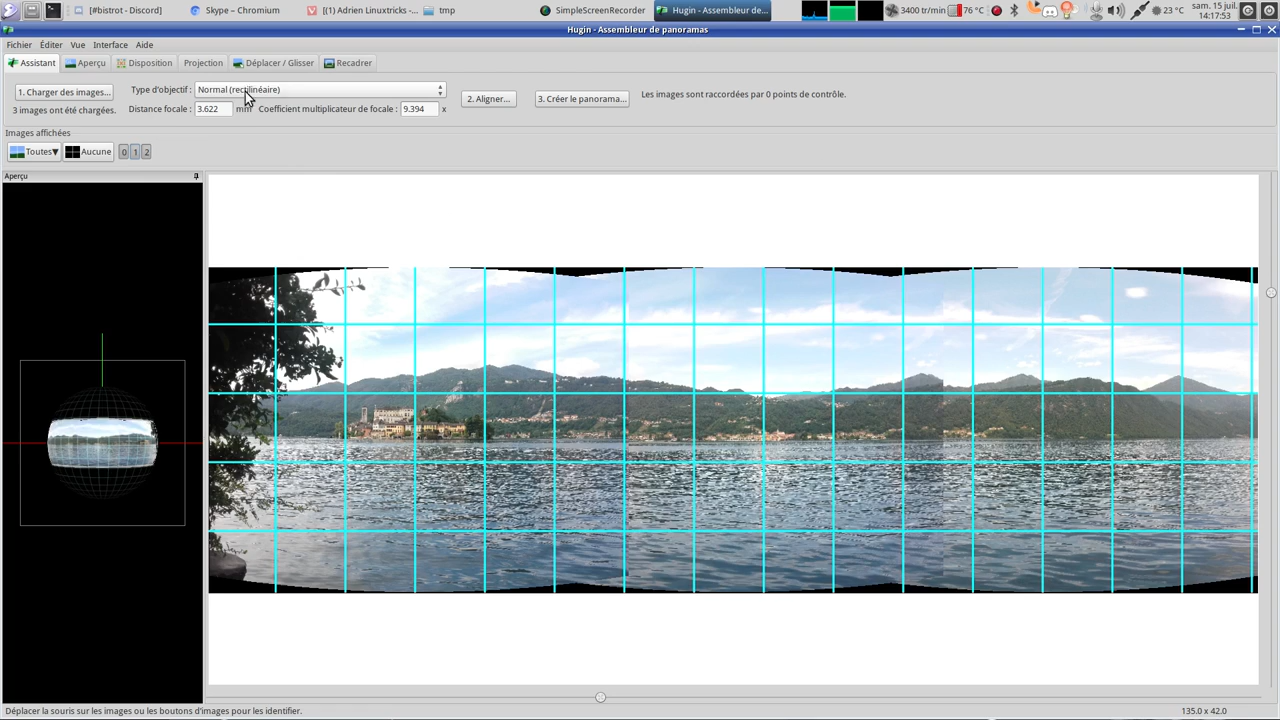 [#bistrot - Discord]
Skype – Chromium
[(1) Adrien Linuxtricks -...
tmp
SimpleScreenRecorder
Hugin - Assembleur de...
3400 tr/min
76 °C
23 °C
sam. 15 juil.
14:17:53
Hugin - Assembleur de panoramas
Fichier Éditer Vue Interface Aide
Assistant Aperçu Disposition Projection Déplacer / Glisser Recadrer
1. Charger des images...
Type d'objectif : Normal (rectilinéaire)
2. Aligner...
3. Créer le panorama...
Les images sont raccordées par 0 points de contrôle.
3 images ont été chargées.
Distance focale : 3.622 mm Coefficient multiplicateur de focale : 9.394 x
Images affichées
Toutes▼ Aucune 0 1 2
Aperçu
Déplacer la souris sur les images ou les boutons d'images pour les identifier.
135.0 x 42.0